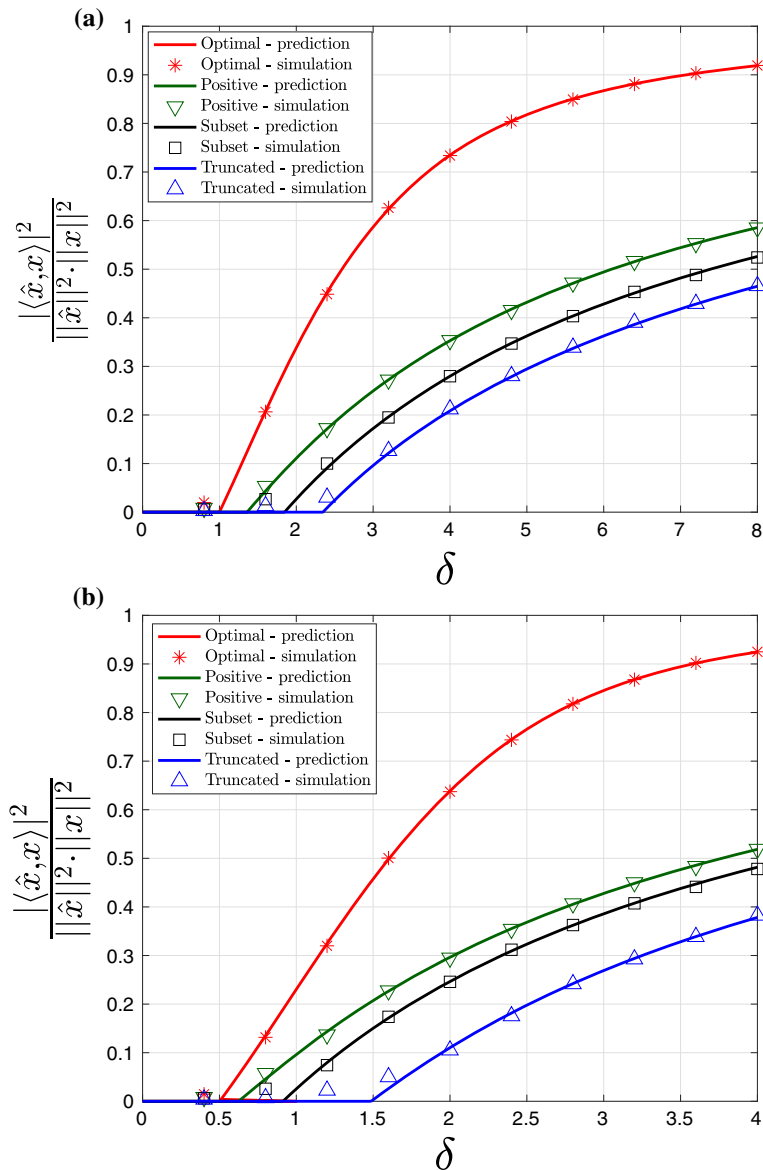 (a)
1
0.9
0.8
0.7
0.6
0.5
0.4
0.3
0.2
0.1
0
Optimal - prediction
Optimal - simulation
Positive - prediction
Positive - simulation
Subset - prediction
Subset - simulation
Truncated - prediction
Truncated - simulation
|⟨x̂,x⟩|²
||x̂||²·||x||²
0 1 2 3 4 5 6 7 8
δ
(b)
1
0.9
0.8
0.7
0.6
0.5
0.4
0.3
0.2
0.1
0
Optimal - prediction
Optimal - simulation
Positive - prediction
Positive - simulation
Subset - prediction
Subset - simulation
Truncated - prediction
Truncated - simulation
|⟨x̂,x⟩|²
||x̂||²·||x||²
0 0.5 1 1.5 2 2.5 3 3.5 4
δ